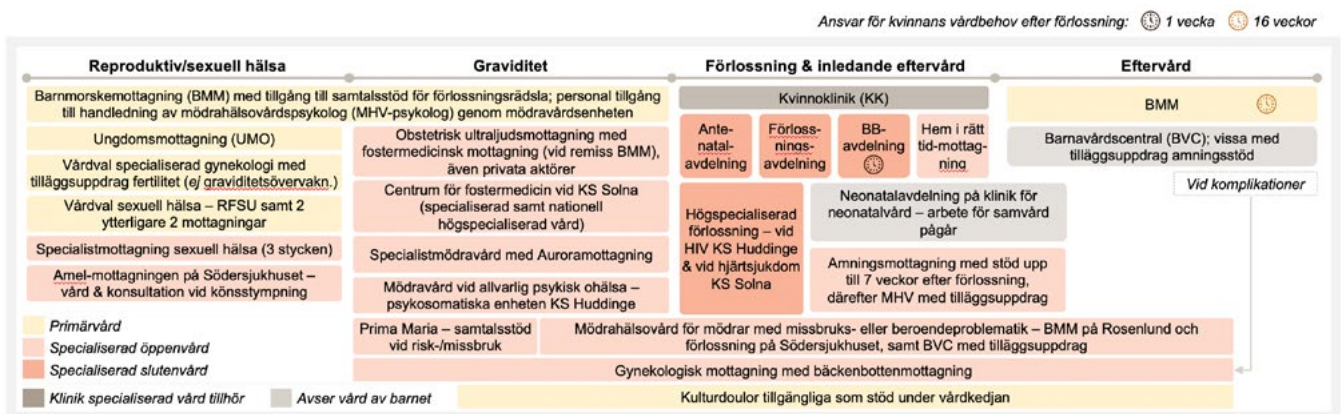 Ansvar för kvinnans vårdbehov efter förlossning: 1 vecka 16 veckor
Reproduktiv/sexuell hälsa
Graviditet
Förlossning & inledande eftervård
Eftervård
Barnmorskemottagning (BMM) med tillgång till samtalsstöd för förlossningsrädsla; personal tillgång
till handledning av mödrahälsovårdspsykolog (MHV-psykolog) genom mödravårdsenheten
Ungdomsmottagning (UMO)
Vårdval specialiserad gynekologi med
tilläggsuppdrag fertilitet (ej graviditetsövervakn.)
Vårdval sexuell hälsa – RFSU samt 2
ytterligare 2 mottagningar
Specialistmottagning sexuell hälsa (3 stycken)
Amel-mottagningen på Södersjukhuset –
vård & konsultation vid könsstympning
Obstetrisk ultraljudsmottagning med
fostermedicinsk mottagning (vid remiss BMM),
även privata aktörer
Centrum för fostermedicin vid KS Solna
(specialiserad samt nationell
högspecialiserad vård)
Specialistmödravård med Auroramottagning
Mödravård vid allvarlig psykisk ohälsa –
psykosomatiska enheten KS Huddinge
Kvinnoklinik (KK)
Ante-
natal-
avdelning
Förloss-
nings-
avdelning
BB-
avdelning
Hem i rätt
tid-mottag-
ning
Högspecialiserad
förlossning – vid
HIV KS Huddinge
& vid hjärtsjukdom
KS Solna
Neonatalavdelning på klinik för
neonatalvård – arbete för samvård
pågår
Amningsmottagning med stöd upp
till 7 veckor efter förlossning,
därefter MHV med tilläggsuppdrag
BMM
Barnavårdscentral (BVC); vissa med
tilläggsuppdrag amningsstöd
Vid komplikationer
Prima Maria – samtalsstöd
vid risk-/missbruk
Mödrahälsovård för mödrar med missbruks- eller beroendeproblematik – BMM på Rosenlund och
förlossning på Södersjukhuset, samt BVC med tilläggsuppdrag
Gynekologisk mottagning med bäckenbottenmottagning
Kulturdoulor tillgängliga som stöd under vårdkedjan
Primärvård
Specialiserad öppenvård
Specialiserad slutenvård
Klinik specialiserad vård tillhör
Avser vård av barnet